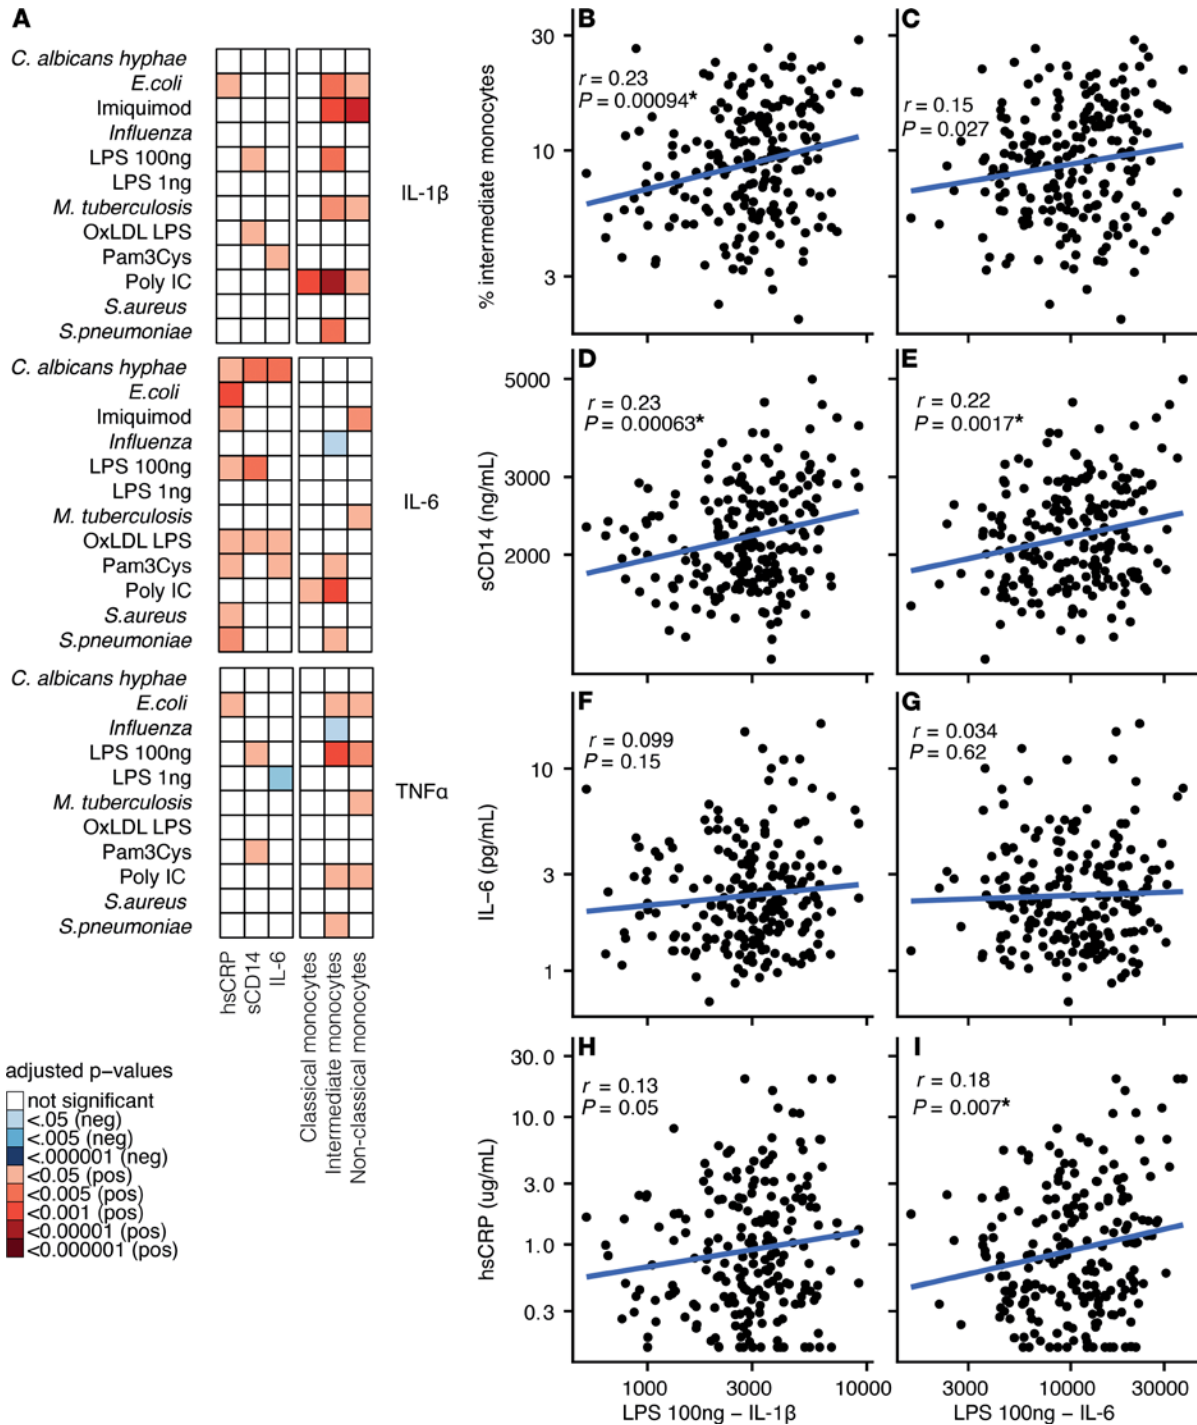 A
C. albicans hyphae
E.coli
Imiquimod
Influenza
LPS 100ng
LPS 1ng
M. tuberculosis
OxLDL LPS
Pam3Cys
Poly IC
S.aureus
S.pneumoniae
IL-1β
C. albicans hyphae
E.coli
Imiquimod
Influenza
LPS 100ng
LPS 1ng
M. tuberculosis
OxLDL LPS
Pam3Cys
Poly IC
S.aureus
S.pneumoniae
IL-6
C. albicans hyphae
E.coli
Influenza
LPS 100ng
LPS 1ng
M. tuberculosis
OxLDL LPS
Pam3Cys
Poly IC
S.aureus
S.pneumoniae
TNFα
hsCRP
sCD14
IL-6
Classical monocytes
Intermediate monocytes
Non-classical monocytes
adjusted p-values
not significant
<.05 (neg)
<.005 (neg)
<.000001 (neg)
<0.05 (pos)
<0.005 (pos)
<0.001 (pos)
<0.00001 (pos)
<0.000001 (pos)
B
r = 0.23
P = 0.00094*
% intermediate monocytes
30
10
3
C
r = 0.15
P = 0.027
D
r = 0.23
P = 0.00063*
sCD14 (ng/mL)
5000
3000
2000
E
r = 0.22
P = 0.0017*
F
r = 0.099
P = 0.15
IL-6 (pg/mL)
10
3
1
G
r = 0.034
P = 0.62
H
r = 0.13
P = 0.05
hsCRP (ug/mL)
30.0
10.0
3.0
1.0
0.3
1000 3000 10000
LPS 100ng – IL-1β
I
r = 0.18
P = 0.007*
3000 10000 30000
LPS 100ng – IL-6